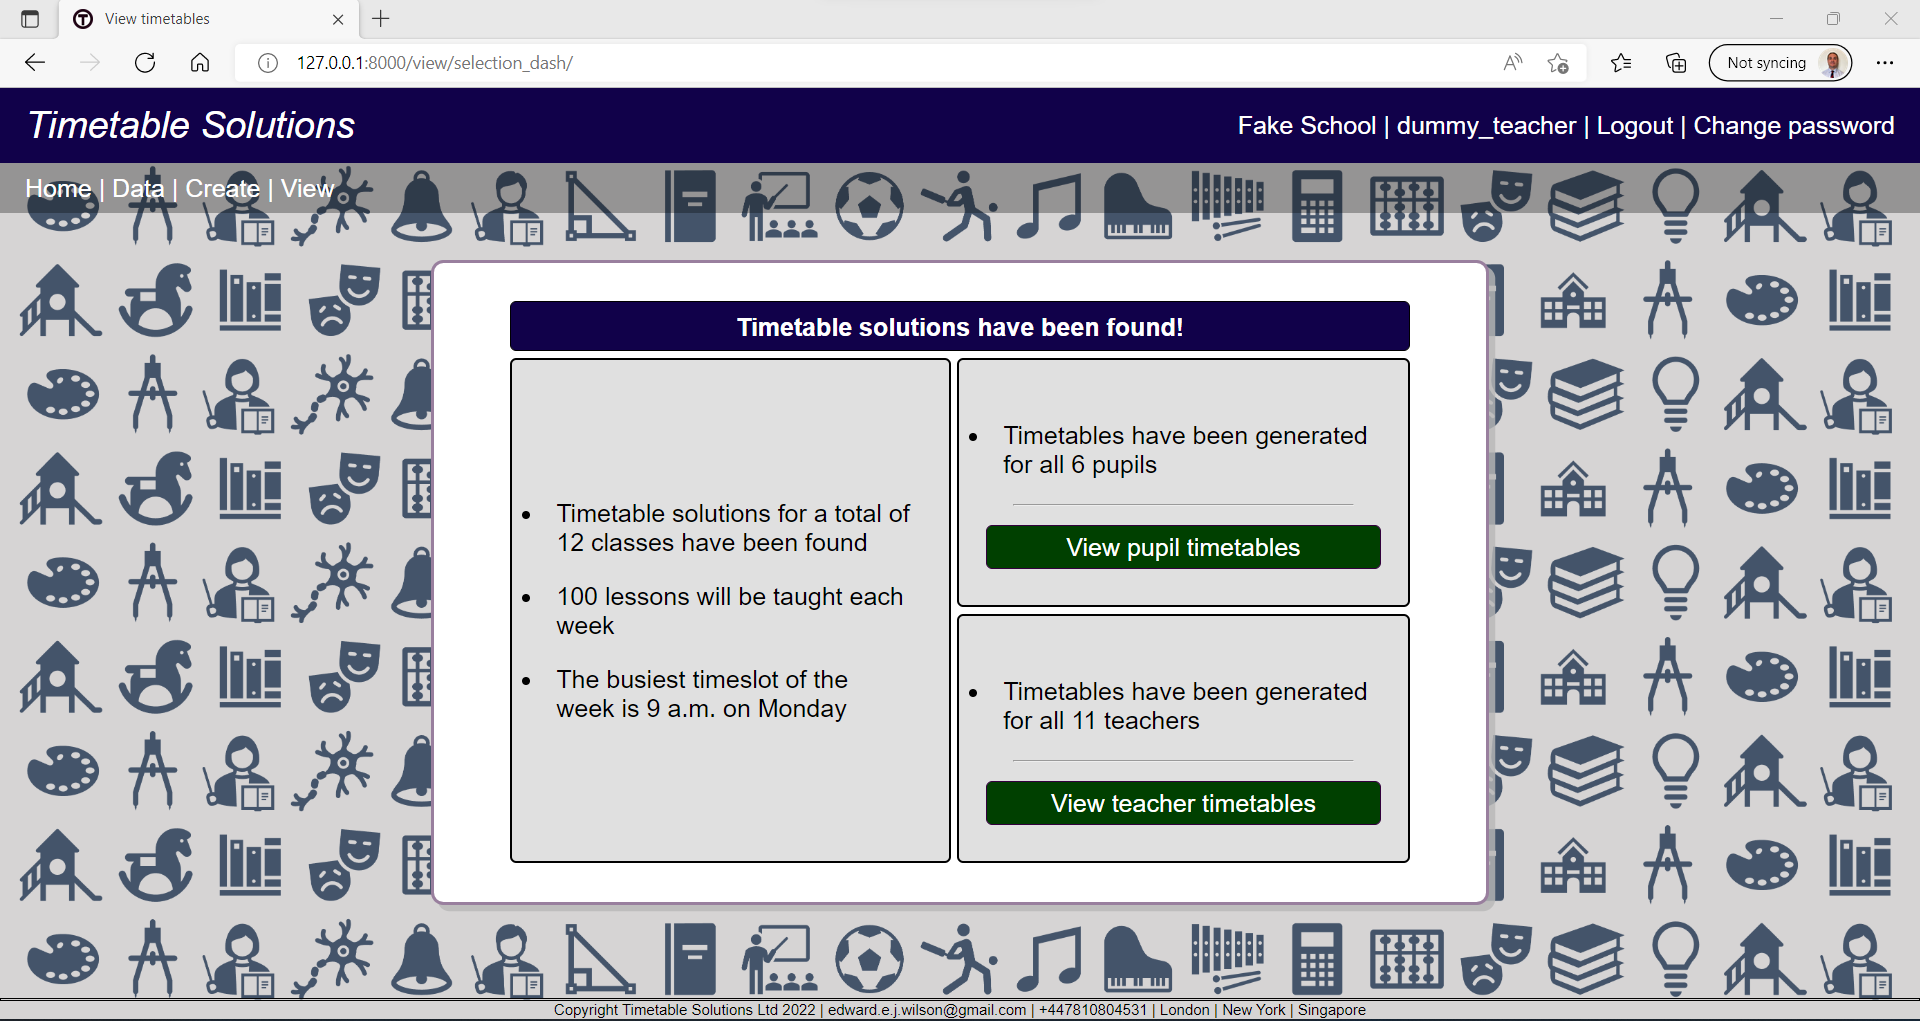 View timetables
127.0.0.1:8000/view/selection_dash/
Not syncing
Timetable Solutions
Fake School | dummy_teacher | Logout | Change password
Home | Data | Create | View
Timetable solutions have been found!
Timetable solutions for a total of
12 classes have been found
100 lessons will be taught each
week
The busiest timeslot of the
week is 9 a.m. on Monday
Timetables have been generated
for all 6 pupils
View pupil timetables
Timetables have been generated
for all 11 teachers
View teacher timetables
Copyright Timetable Solutions Ltd 2022 | edward.e.j.wilson@gmail.com | +447810804531 | London | New York | Singapore